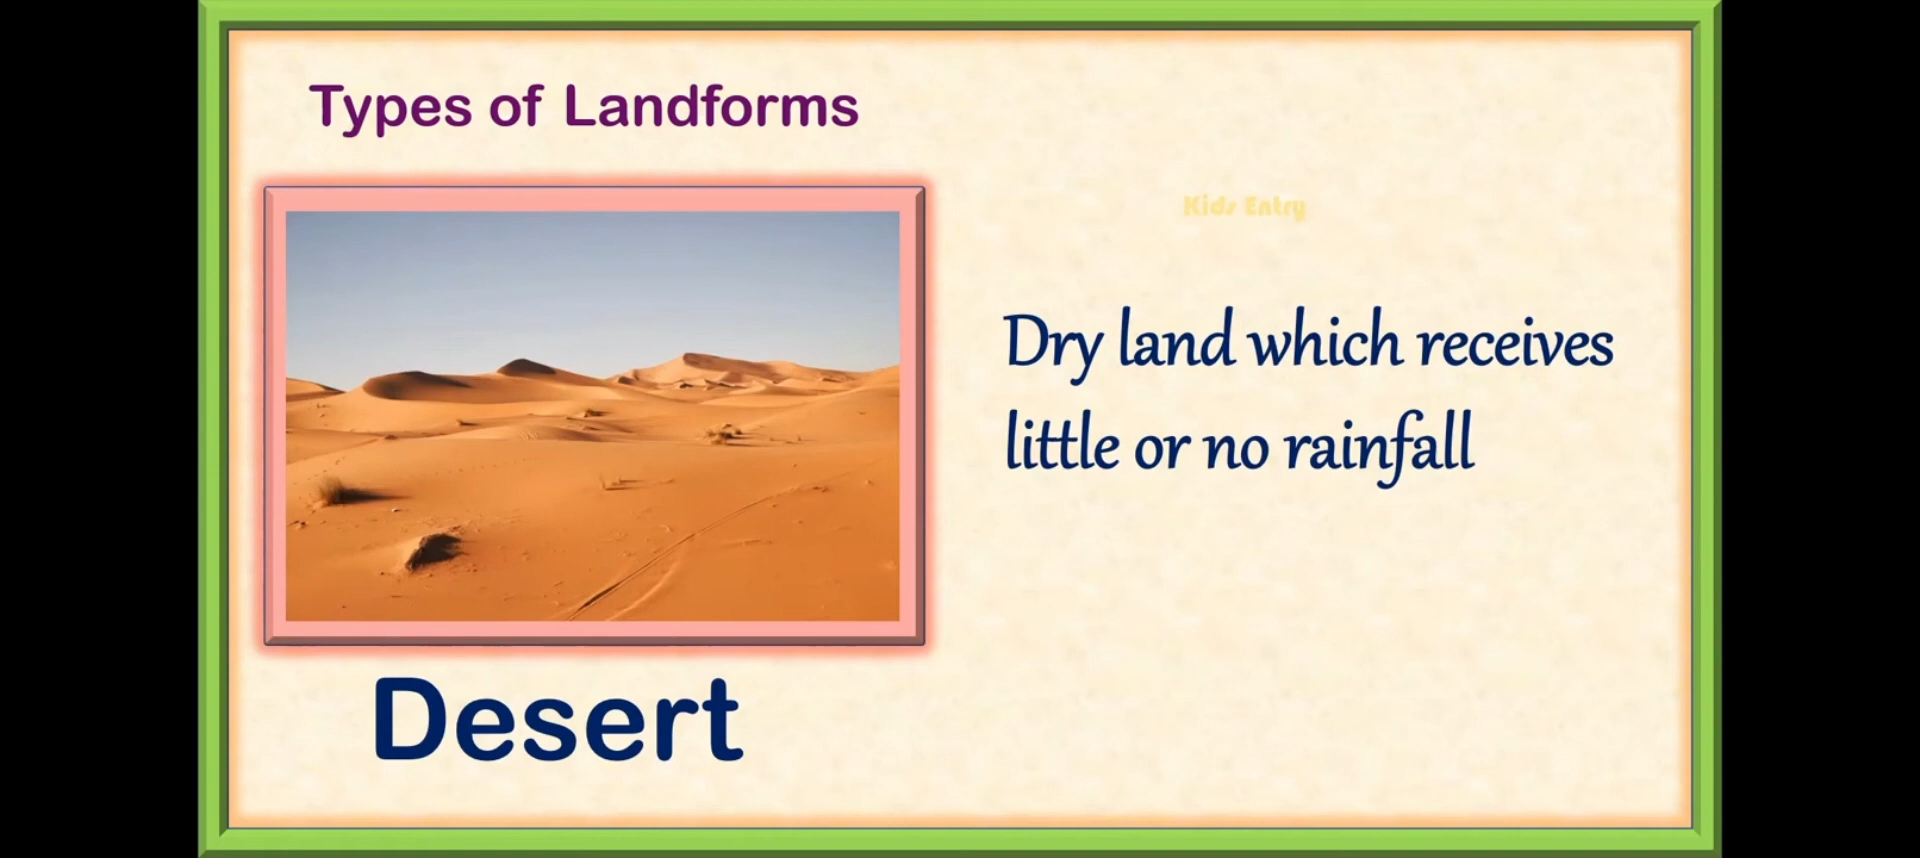 Types of Landforms
Kids Entry
Dry land which receives
little or no rainfall
Desert